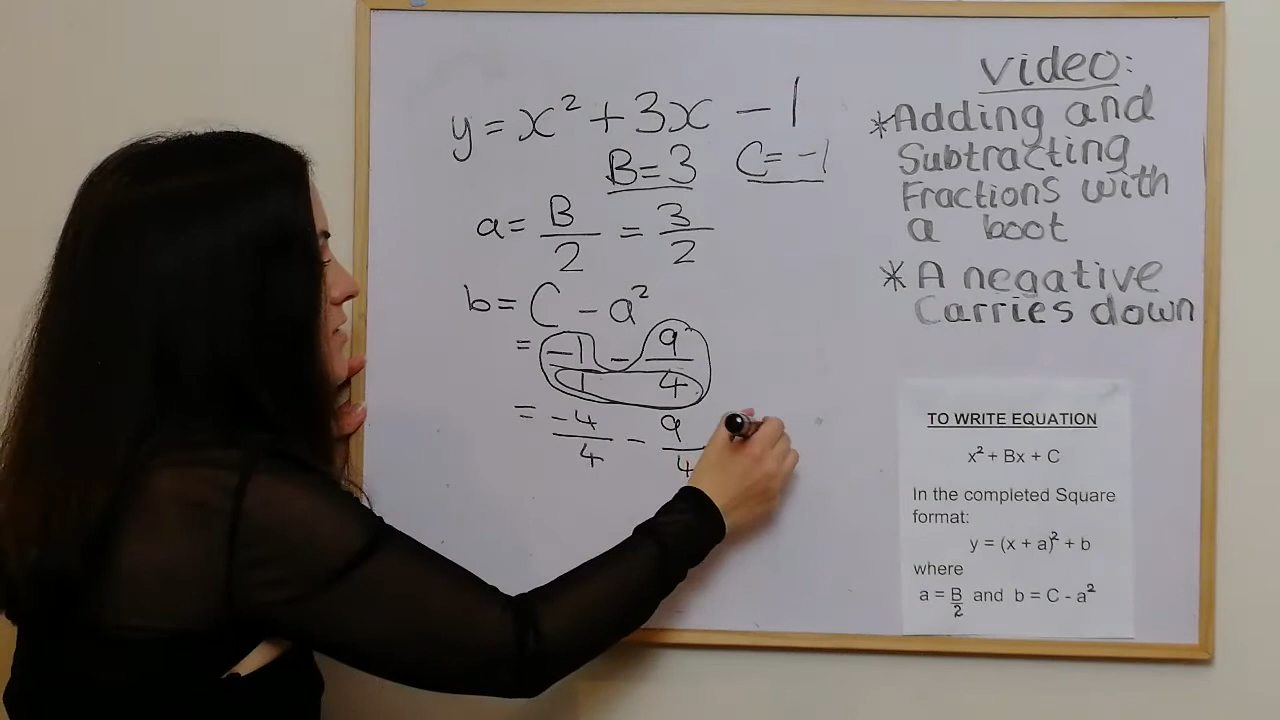 y = x² + 3x - 1
B = 3 C = -1
a = B/2 = 3/2
b = C - a²
= -1/1 - 9/4
= -4/4 - 9/4
video:
* Adding and
Subtracting
Fractions with
a boot
* A negative
Carries down
TO WRITE EQUATION
x² + Bx + C
In the completed Square
format:
y = (x + a)² + b
where
a = B/2 and b = C - a²